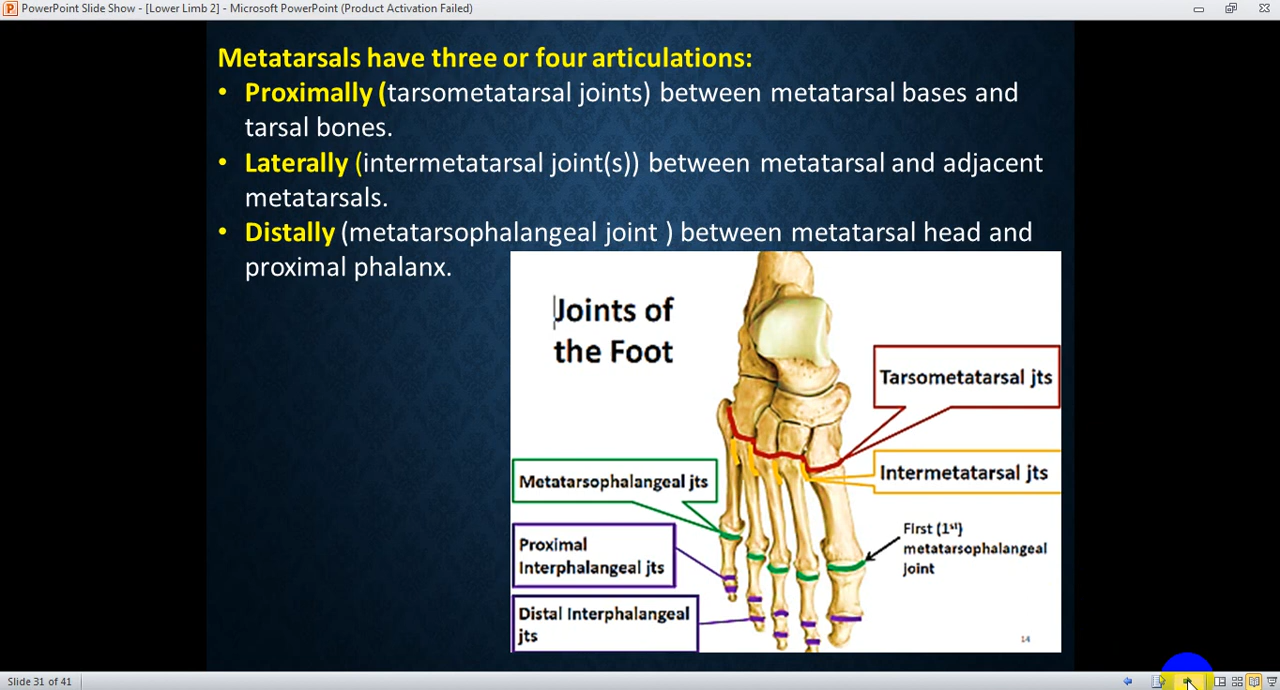 PowerPoint Slide Show - [Lower Limb 2] - Microsoft PowerPoint (Product Activation Failed)
Metatarsals have three or four articulations:
• Proximally (tarsometatarsal joints) between metatarsal bases and
tarsal bones.
• Laterally (intermetatarsal joint(s)) between metatarsal and adjacent
metatarsals.
• Distally (metatarsophalangeal joint ) between metatarsal head and
proximal phalanx.
Joints of
the Foot
Tarsometatarsal jts
Intermetatarsal jts
Metatarsophalangeal jts
First (1st)
metatarsophalangeal
joint
Proximal
Interphalangeal jts
Distal Interphalangeal
jts
14
Slide 31 of 41